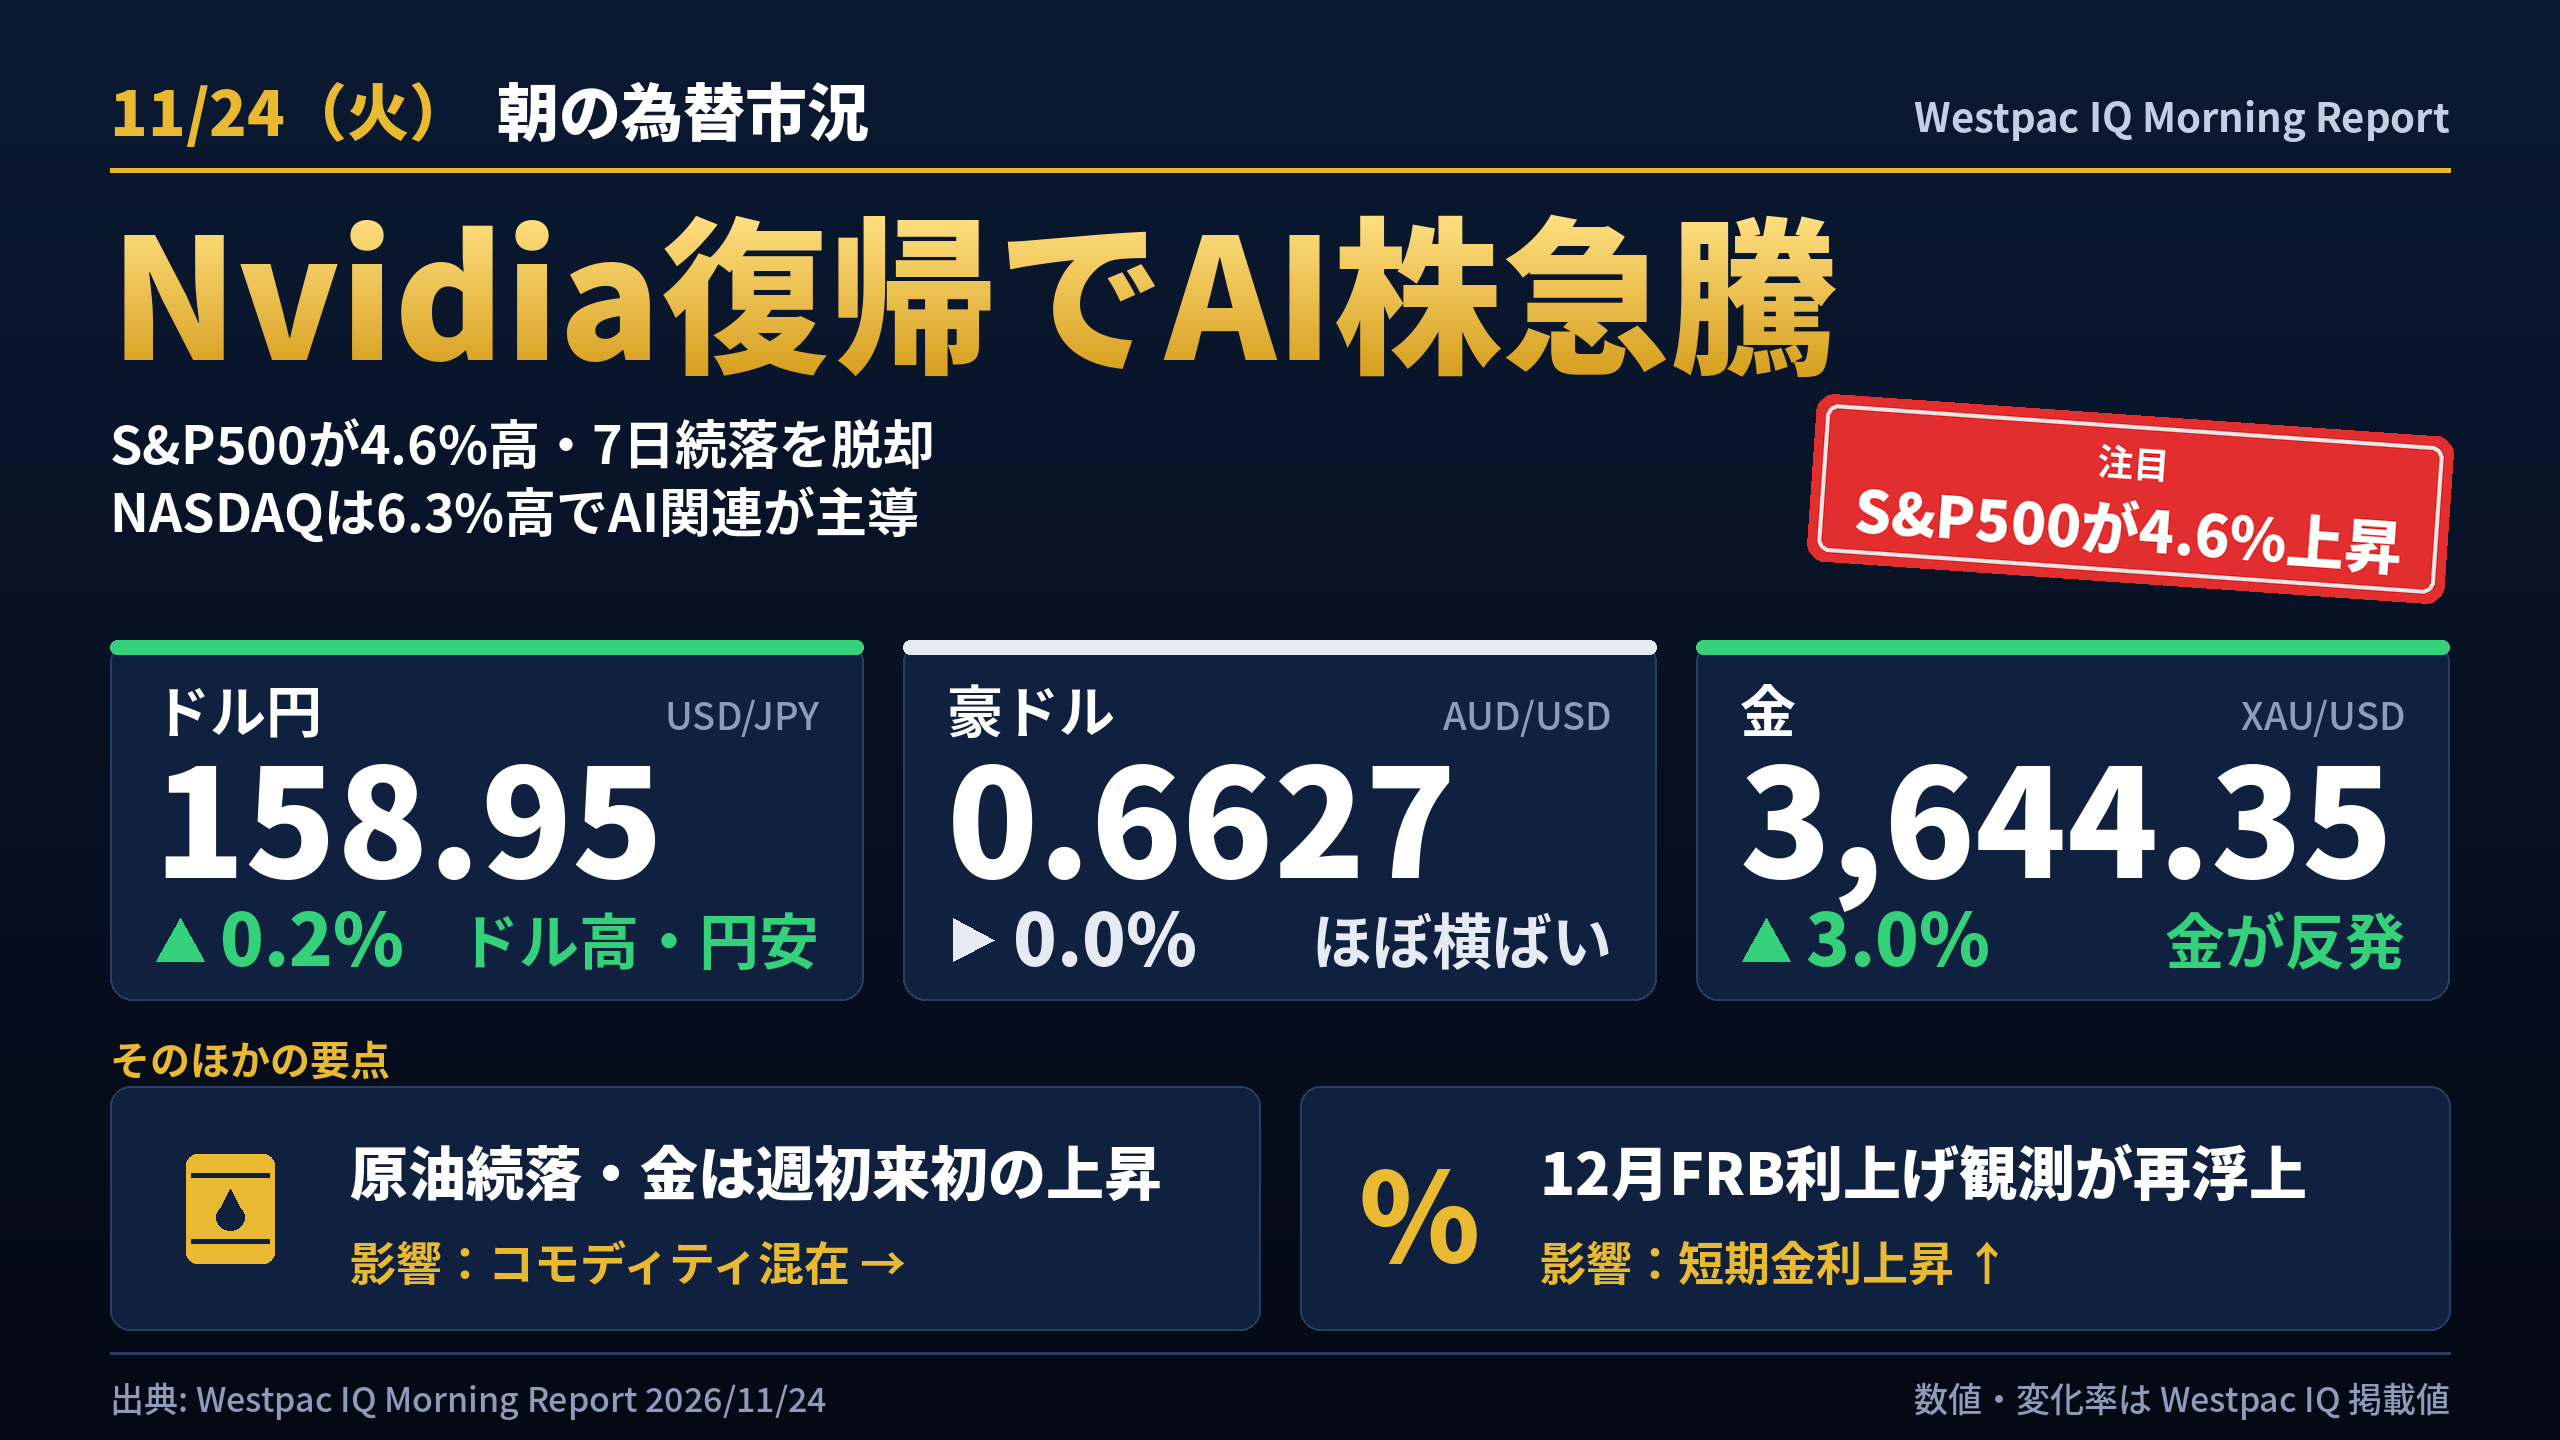 11/24（火） 朝の為替市況
Westpac IQ Morning Report
Nvidia復帰でAI株急騰
S&P500が4.6%高・7日続落を脱却
NASDAQは6.3%高でAI関連が主導
注目
S&P500が4.6%上昇
ドル円 USD/JPY
158.95
▲0.2% ドル高・円安
豪ドル AUD/USD
0.6627
▶0.0% ほぼ横ばい
金 XAU/USD
3,644.35
▲3.0% 金が反発
そのほかの要点
原油続落・金は週初来初の上昇
影響：コモディティ混在 →
%
12月FRB利上げ観測が再浮上
影響：短期金利上昇 ↑
出典: Westpac IQ Morning Report 2026/11/24
数値・変化率は Westpac IQ 掲載値